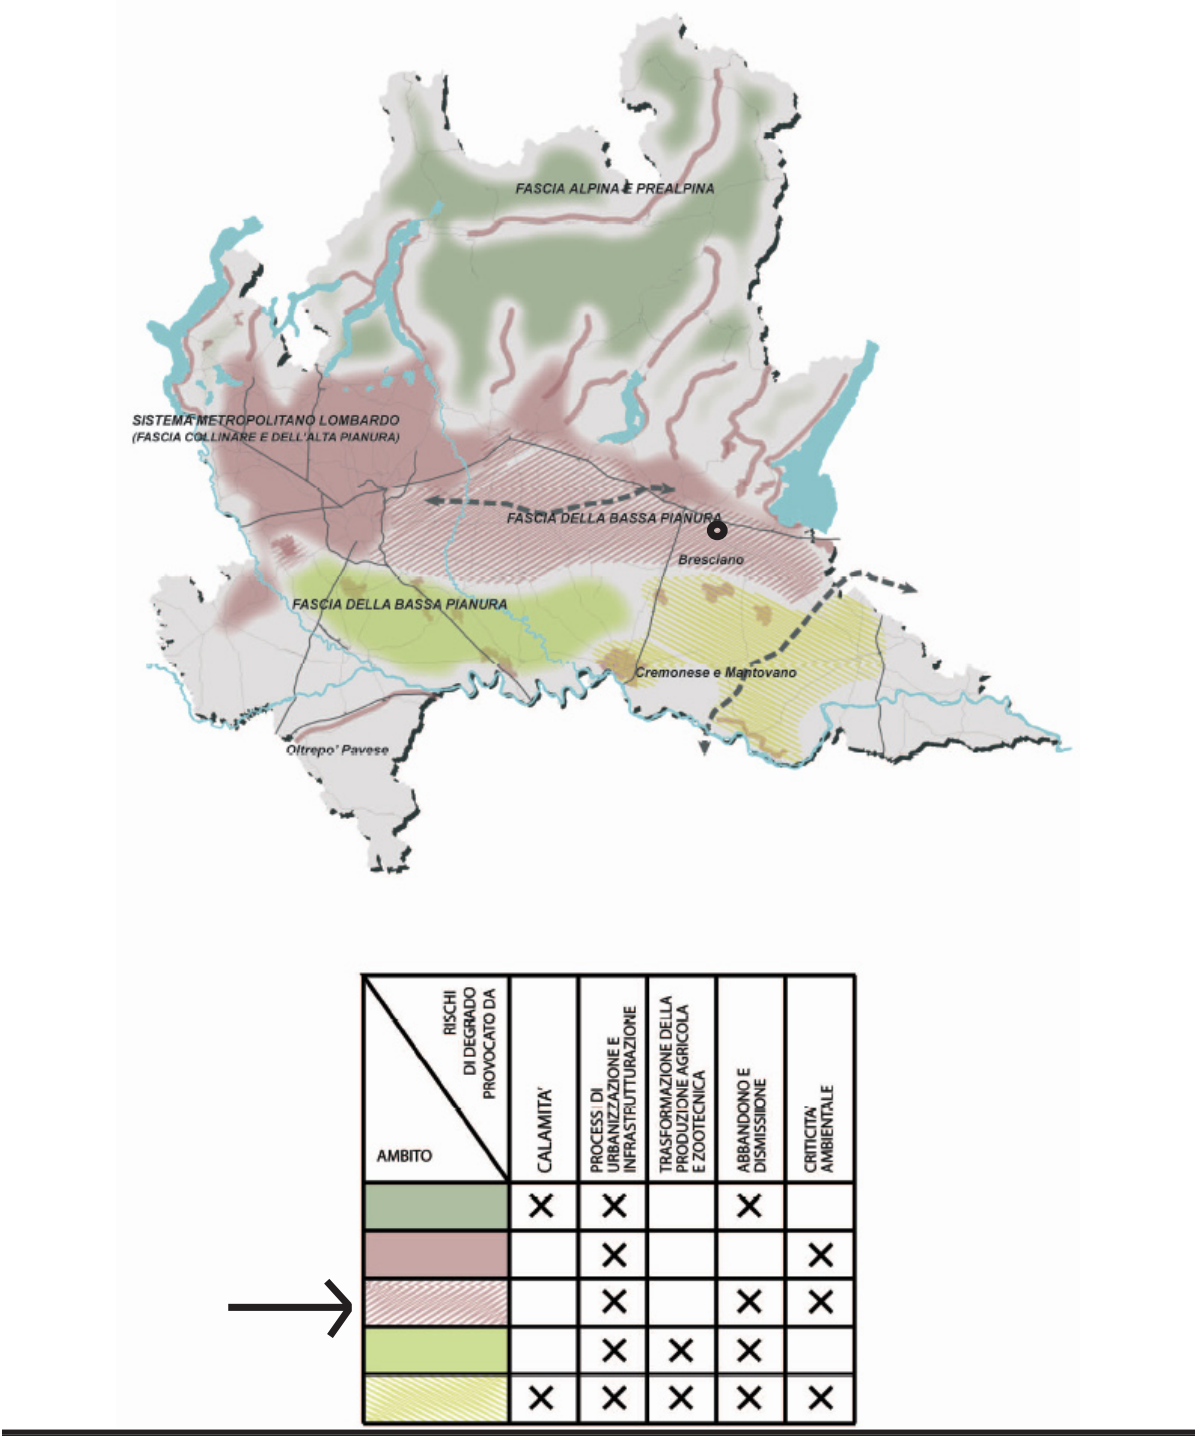 FASCIA ALPINA E PREALPINA
SISTEMA METROPOLITANO LOMBARDO
(FASCIA COLLINARE E DELL'ALTA PIANURA)
FASCIA DELLA BASSA PIANURA
Bresciano
FASCIA DELLA BASSA PIANURA
Cremonese e Mantovano
Oltrepo' Pavese
RISCHI
DI DEGRADO
PROVOCATO DA
AMBITO
CALAMITA'
PROCESSI DI
URBANIZZAZIONE E
INFRASTRUTTURAZIONE
TRASFORMAZIONE DELLA
PRODUZIONE AGRICOLA
E ZOOTECNICA
ABBANDONO E
DISMISSIIONE
CRITICITA'
AMBIENTALE